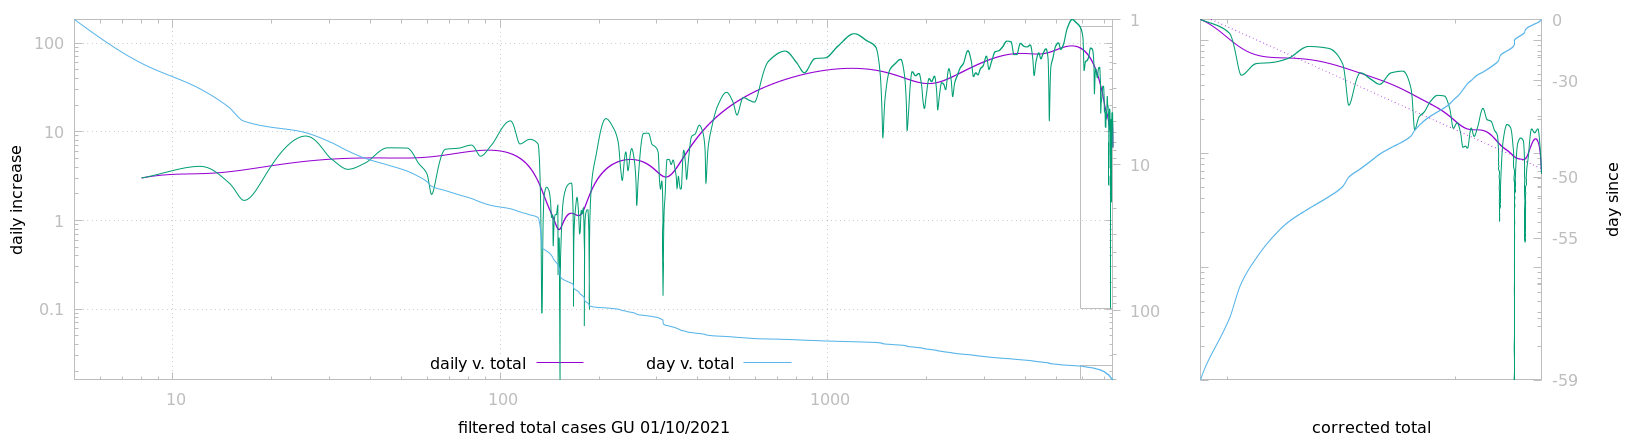 100
10
1
0.1
daily increase
10
100
1000
1
10
100
daily v. total
day v. total
filtered total cases GU 01/10/2021
0
-30
-50
-55
-59
day since
corrected total